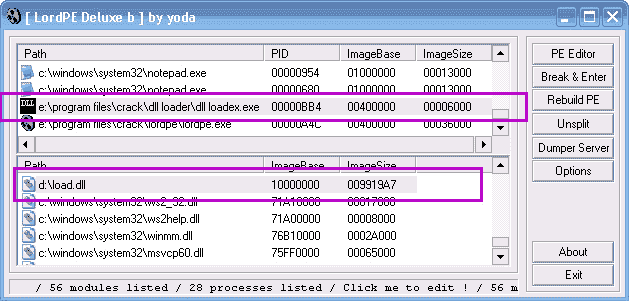 [ LordPE Deluxe b ] by yoda
Path PID ImageBase ImageSize
c:\windows\system32\notepad.exe 00000954 01000000 00013000
c:\windows\system32\notepad.exe 00000680 01000000 00013000
e:\program files\crack\dll loader\dll loadex.exe 00000BB4 00400000 00006000
e:\program files\crack\lordpe\lordpe.exe 00000A4C 00400000 00036000
Path ImageBase ImageSize
d:\load.dll 10000000 009919A7
c:\windows\system32\ws2_32.dll 71A10000 00017000
c:\windows\system32\ws2help.dll 71A00000 00008000
c:\windows\system32\winmm.dll 76B10000 0002A000
c:\windows\system32\msvcp60.dll 75FF0000 00065000
/ 56 modules listed / 28 processes listed / Click me to edit ! / 56 m
PE Editor
Break & Enter
Rebuild PE
Unsplit
Dumper Server
Options
About
Exit
DLL